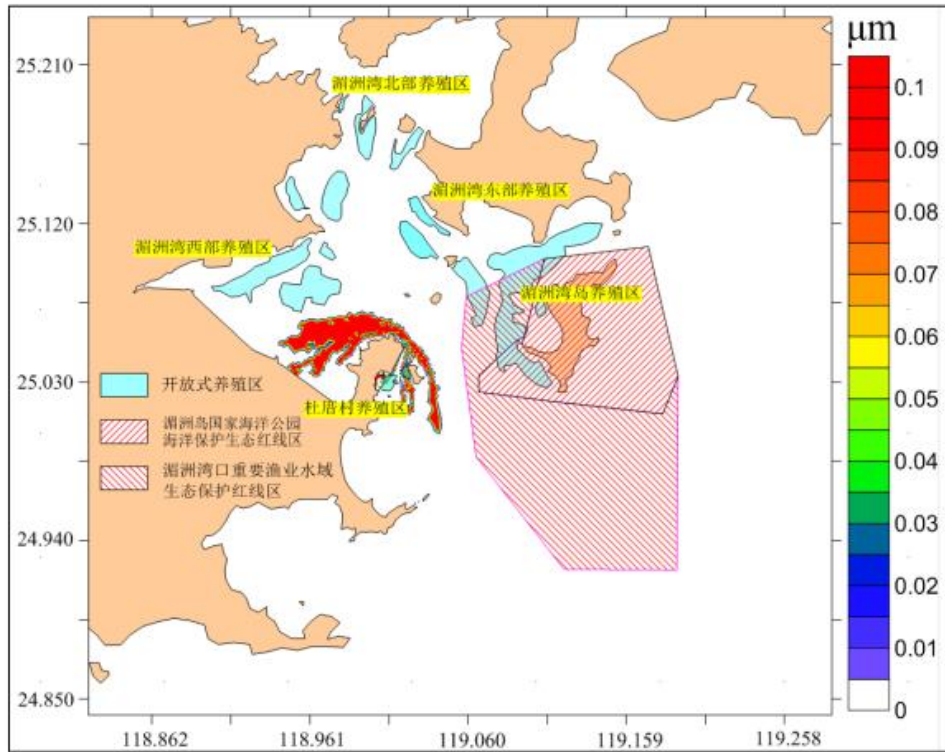 μm
25.210
25.120
25.030
24.940
24.850
湄洲湾北部养殖区
湄洲湾东部养殖区
湄洲湾西部养殖区
湄洲湾岛养殖区
杜厝村养殖区
开放式养殖区
湄洲岛国家海洋公园
海洋保护生态红线区
湄洲湾口重要渔业水域
生态保护红线区
118.862
118.961
119.060
119.159
119.258
0.1
0.09
0.08
0.07
0.06
0.05
0.04
0.03
0.02
0.01
0